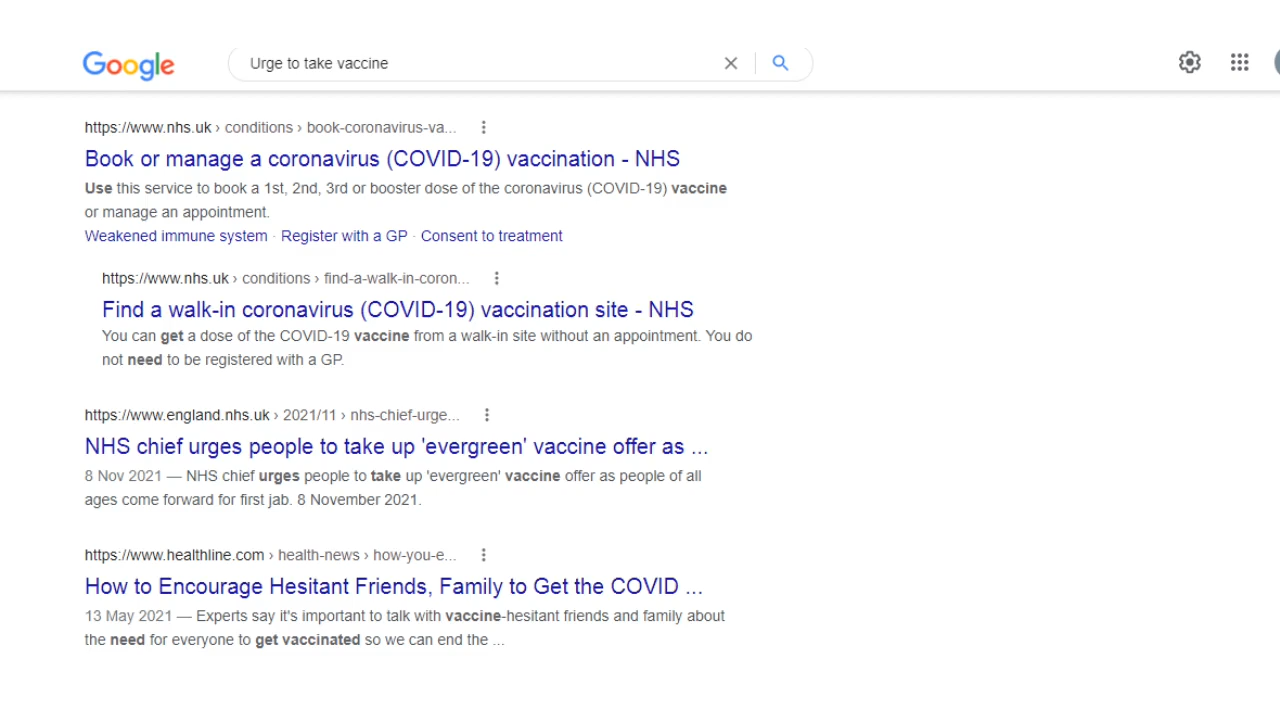 Google
Urge to take vaccine
https://www.nhs.uk › conditions › book-coronavirus-va...
Book or manage a coronavirus (COVID-19) vaccination - NHS
Use this service to book a 1st, 2nd, 3rd or booster dose of the coronavirus (COVID-19) vaccine
or manage an appointment.
Weakened immune system · Register with a GP · Consent to treatment
https://www.nhs.uk › conditions › find-a-walk-in-coron...
Find a walk-in coronavirus (COVID-19) vaccination site - NHS
You can get a dose of the COVID-19 vaccine from a walk-in site without an appointment. You do
not need to be registered with a GP.
https://www.england.nhs.uk › 2021/11 › nhs-chief-urge...
NHS chief urges people to take up 'evergreen' vaccine offer as ...
8 Nov 2021 — NHS chief urges people to take up 'evergreen' vaccine offer as people of all
ages come forward for first jab. 8 November 2021.
https://www.healthline.com › health-news › how-you-e...
How to Encourage Hesitant Friends, Family to Get the COVID ...
13 May 2021 — Experts say it's important to talk with vaccine-hesitant friends and family about
the need for everyone to get vaccinated so we can end the ...